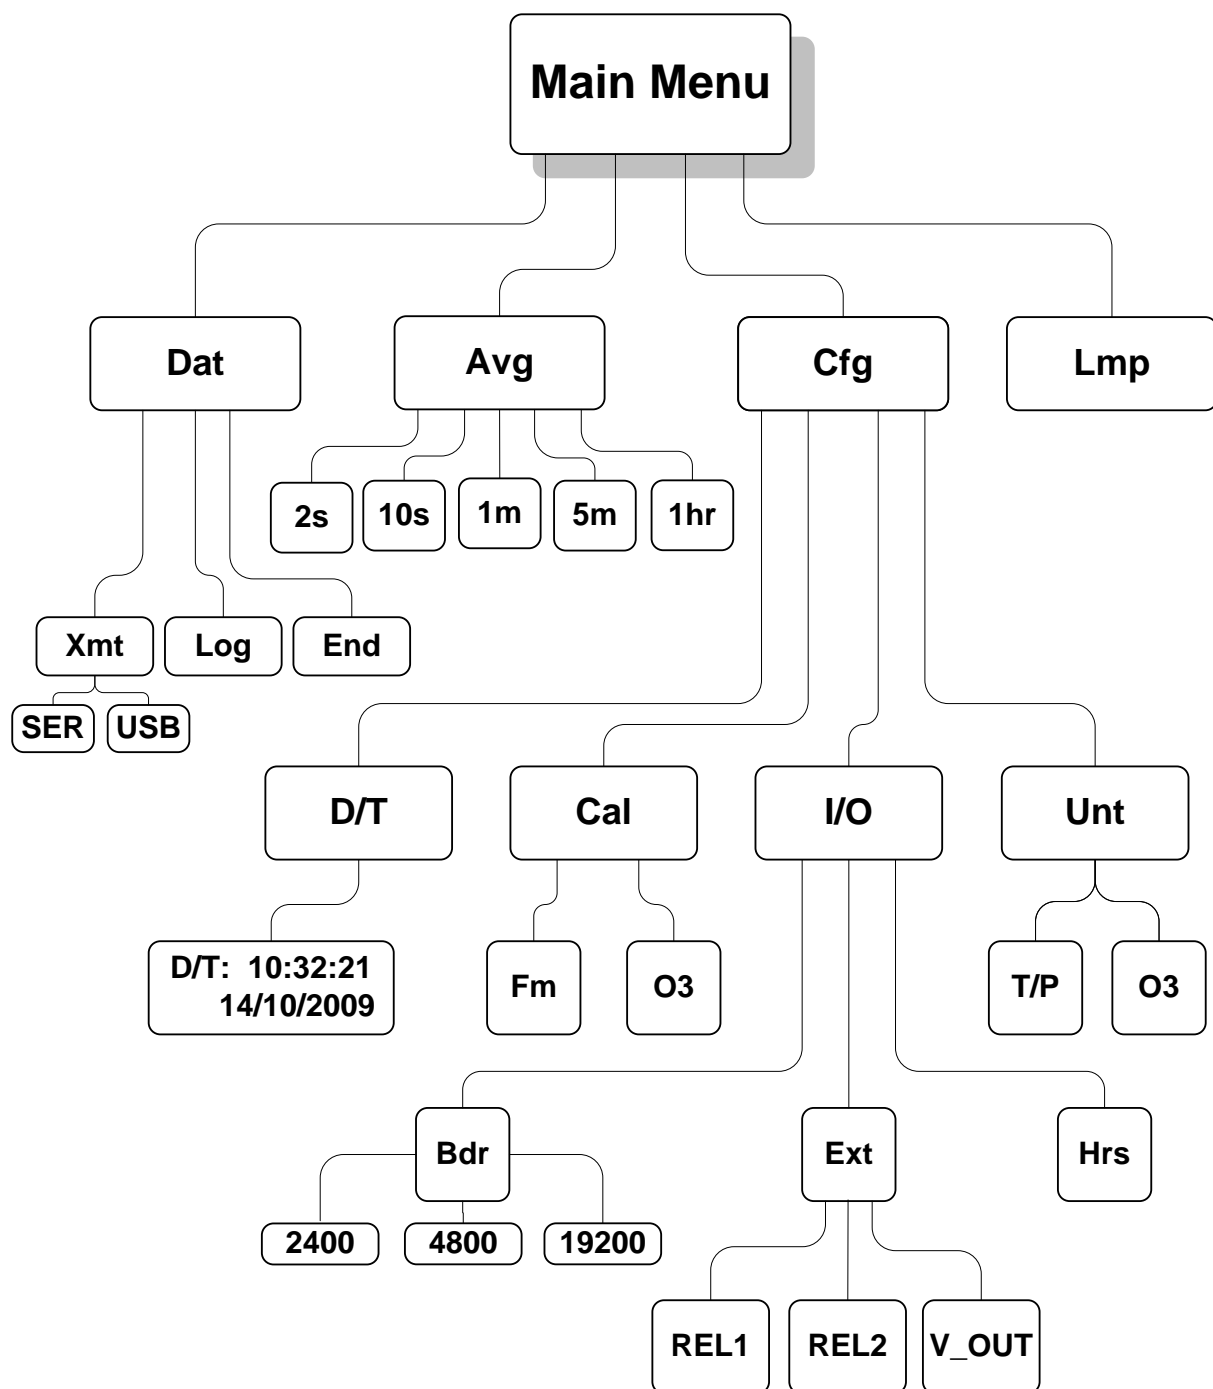 Main Menu
Dat
Avg
Cfg
Lmp
2s
10s
1m
5m
1hr
Xmt
Log
End
SER
USB
D/T
Cal
I/O
Unt
D/T: 10:32:21
14/10/2009
Fm
O3
T/P
O3
Bdr
Ext
Hrs
2400
4800
19200
REL1
REL2
V_OUT